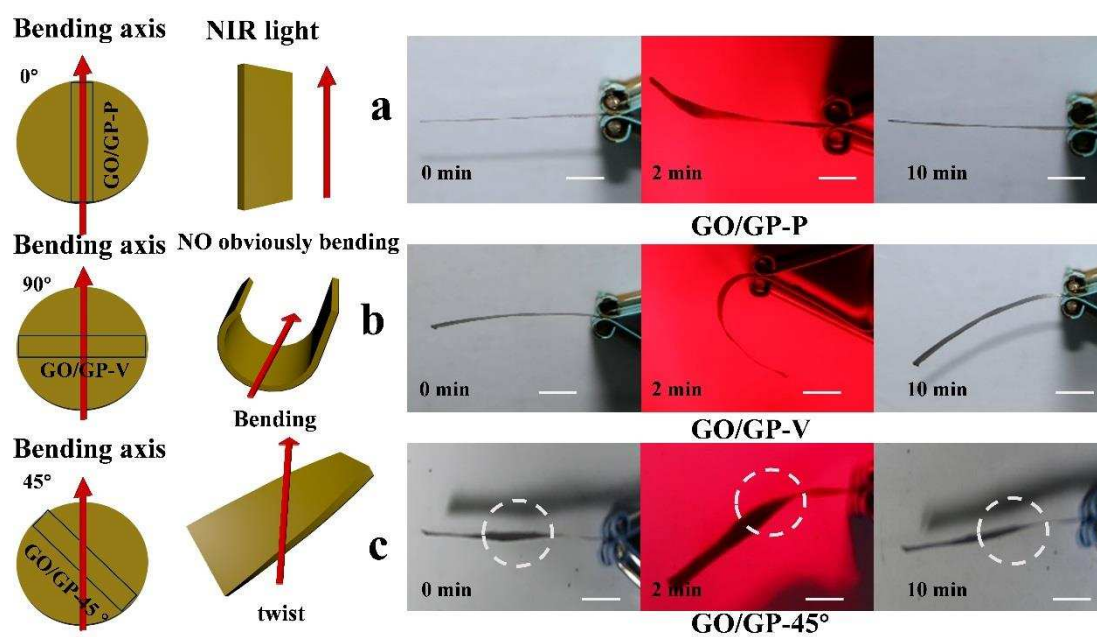 Bending axis
NIR light
0°
GO/GP-P
a
0 min
2 min
10 min
GO/GP-P
Bending axis
NO obviously bending
90°
GO/GP-V
b
0 min
2 min
10 min
Bending
GO/GP-V
Bending axis
45°
GO/GP-45°
c
0 min
2 min
10 min
twist
GO/GP-45°